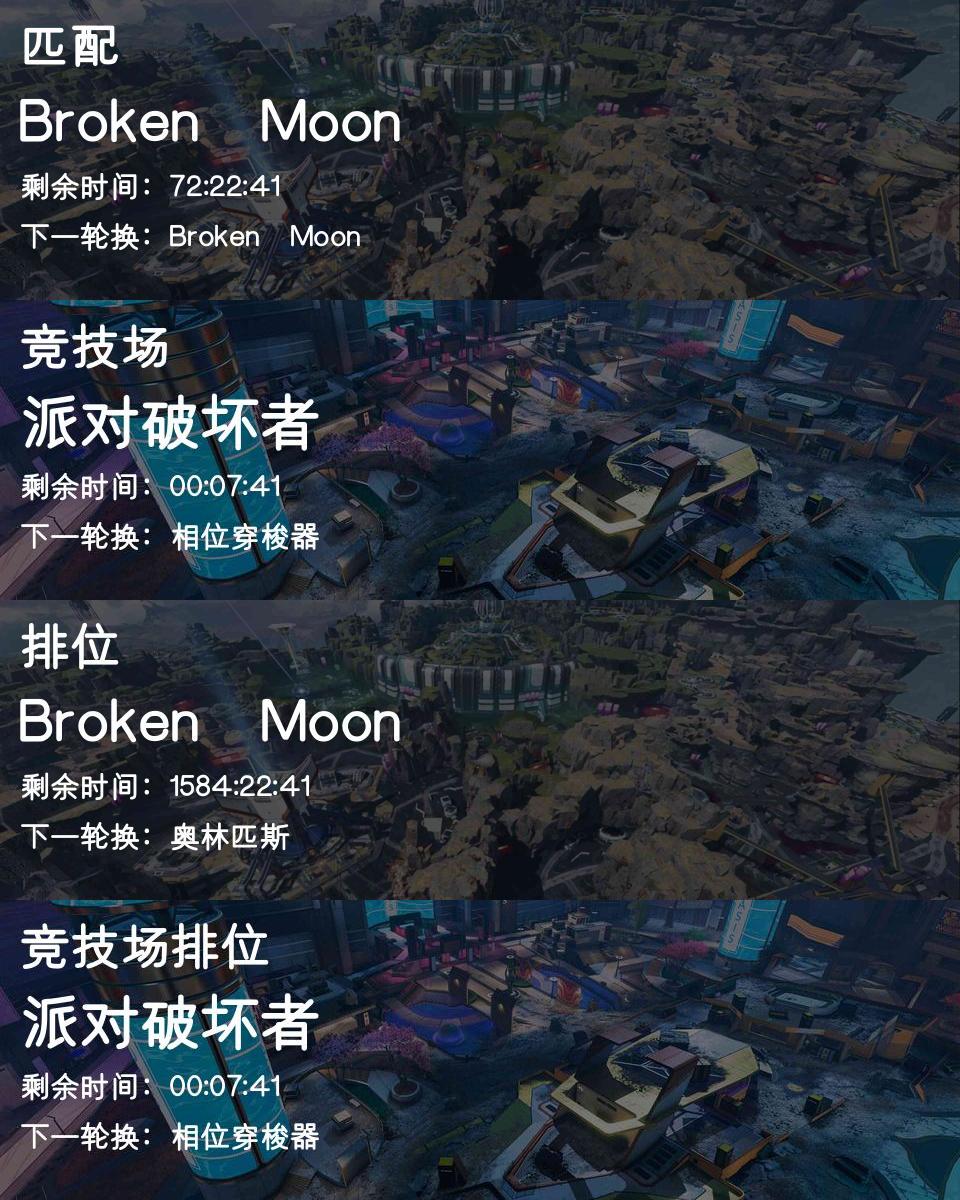 匹配
Broken Moon
剩余时间：72:22:41
下一轮换：Broken Moon
竞技场
派对破坏者
剩余时间：00:07:41
下一轮换：相位穿梭器
排位
Broken Moon
剩余时间：1584:22:41
下一轮换：奥林匹斯
竞技场排位
派对破坏者
剩余时间：00:07:41
下一轮换：相位穿梭器